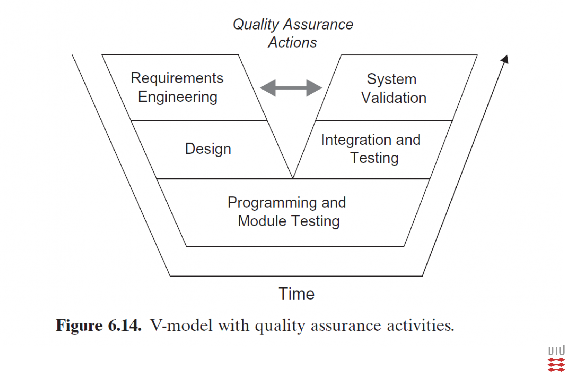 Quality Assurance
Actions
Requirements
Engineering
System
Validation
Design
Integration and
Testing
Programming and
Module Testing
Time
Figure 6.14. V-model with quality assurance activities.
DTU